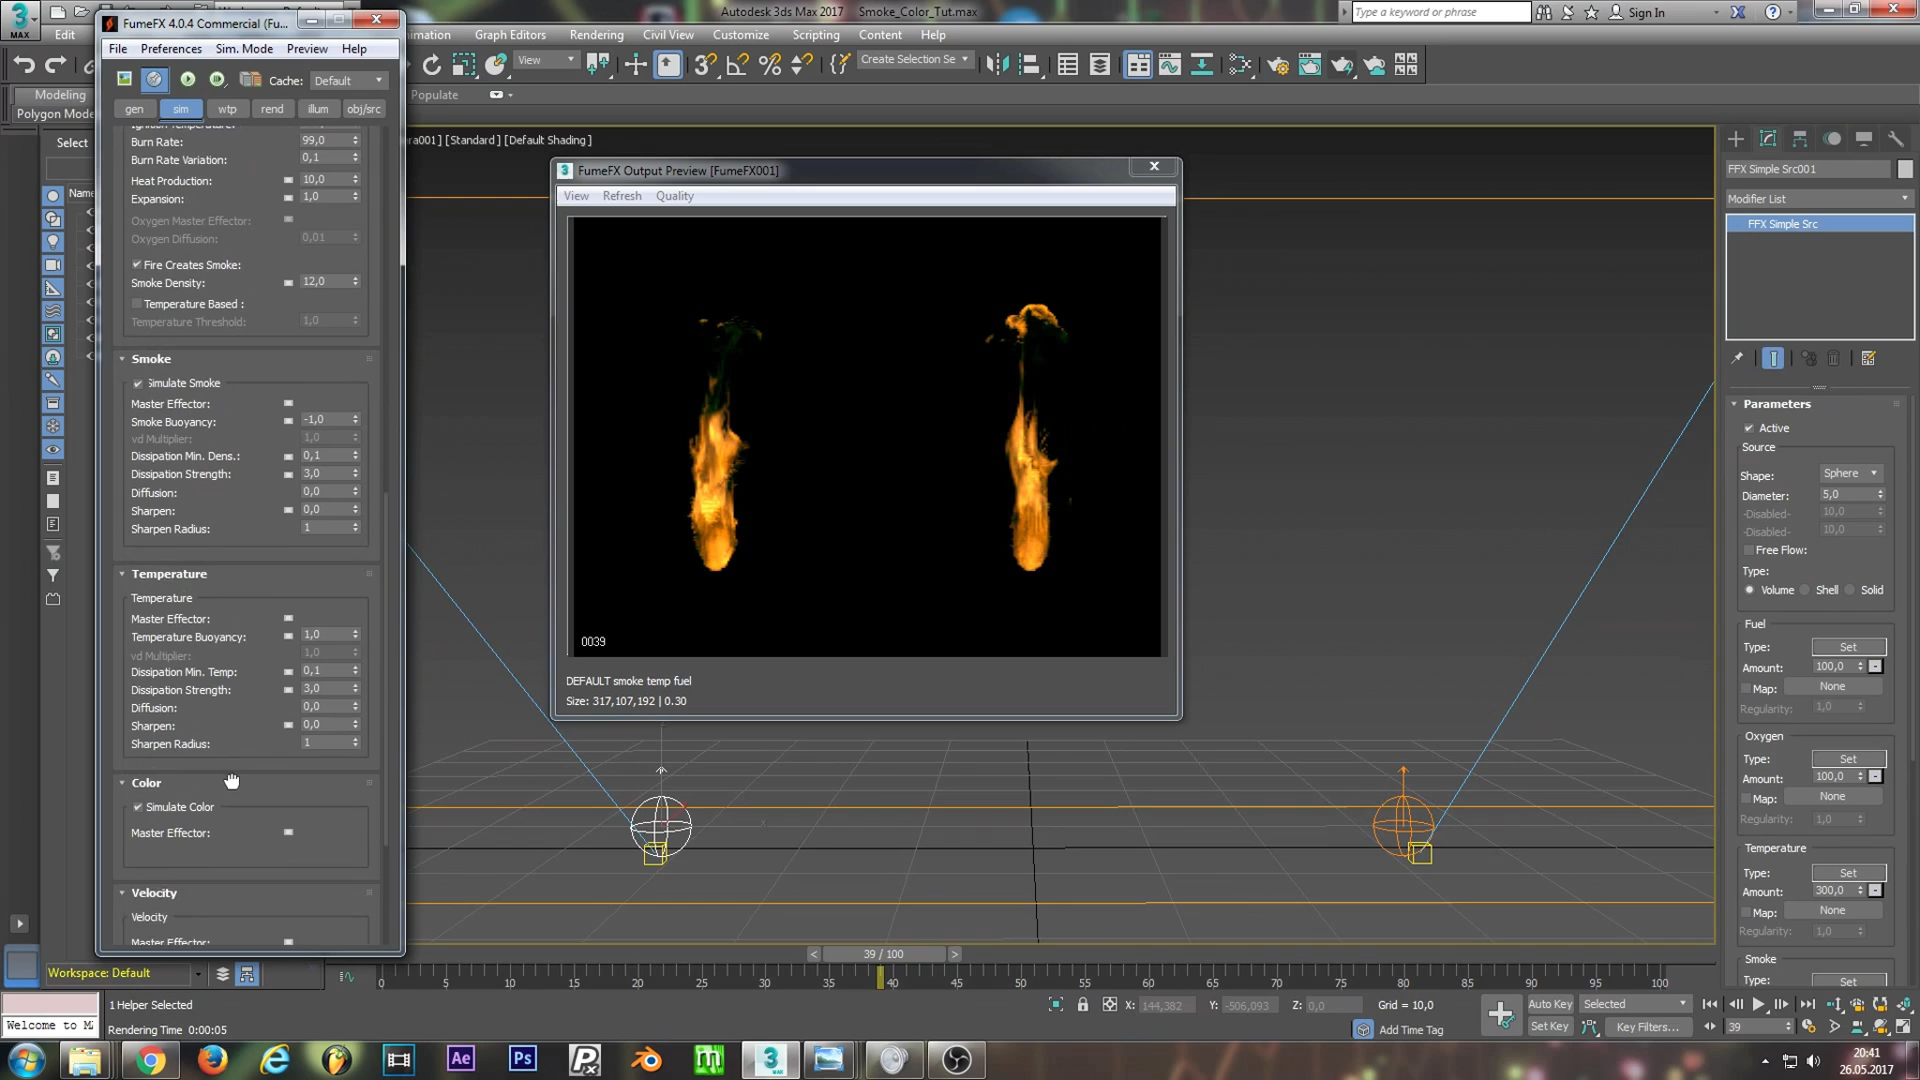 FumeFX 4.0.4 Commercial (Fu...
Autodesk 3ds Max 2017    Smoke_Color_Tut.max
Type a keyword or phrase
Sign In
MAX
Edit
File Preferences Sim. Mode Preview Help
Graph Editors Rendering Civil View Customize Scripting Content Help
Cache: Default
View
Create Selection Se
Modeling
Populate
Polygon Mode
gen sim wtp rend illum obj/src
Select
[Standard ] [Default Shading ]
Burn Rate: 99,0
Burn Rate Variation: 0,1
Heat Production: 10,0
Expansion: 1,0
Oxygen Master Effector:
Oxygen Diffusion: 0,01
Fire Creates Smoke:
Smoke Density: 12,0
Temperature Based :
Temperature Threshold: 1,0
Smoke
Simulate Smoke
Master Effector:
Smoke Buoyancy: -1,0
vd Multiplier: 1,0
Dissipation Min. Dens.: 0,1
Dissipation Strength: 3,0
Diffusion: 0,0
Sharpen: 0,0
Sharpen Radius: 1
Temperature
Temperature
Master Effector:
Temperature Buoyancy: 1,0
vd Multiplier: 1,0
Dissipation Min. Temp: 0,1
Dissipation Strength: 3,0
Diffusion: 0,0
Sharpen: 0,0
Sharpen Radius: 1
Color
Simulate Color
Master Effector:
Velocity
Velocity
Master Effector:
FumeFX Output Preview [FumeFX001]
View Refresh Quality
0039
DEFAULT smoke temp fuel
Size: 317,107,192 | 0.30
FFX Simple Src001
Modifier List
FFX Simple Src
Parameters
Active
Source
Shape: Sphere
Diameter: 5,0
-Disabled- 10,0
-Disabled- 10,0
Free Flow:
Type:
Volume Shell Solid
Fuel
Type: Set
Amount: 100,0
Map: None
Regularity: 1,0
Oxygen
Type: Set
Amount: 100,0
Map: None
Regularity: 1,0
Temperature
Type: Set
Amount: 300,0
Map: None
Regularity: 1,0
Smoke
Type: Set
39 / 100
Workspace: Default
0 5 10 15 20 25 30 35 40 45 50 55 60 65 70 75 80 85 90 95 100
1 Helper Selected
X: 144,382 Y: -506,093 Z: 0,0 Grid = 10,0
Auto Key Selected
Welcome to M
Rendering Time 0:00:05
Add Time Tag
Set Key Key Filters...
39
Ae
Ps
3
MAX
20:41
26.05.2017